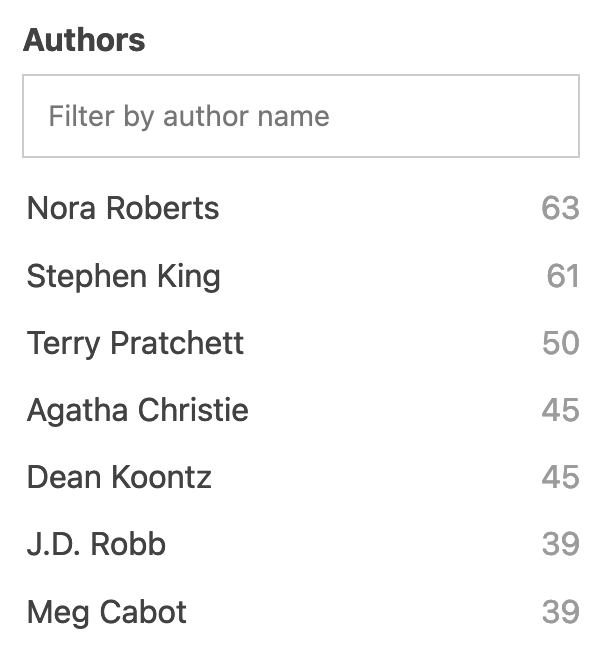 Authors
Filter by author name
Nora Roberts 63
Stephen King 61
Terry Pratchett 50
Agatha Christie 45
Dean Koontz 45
J.D. Robb 39
Meg Cabot 39